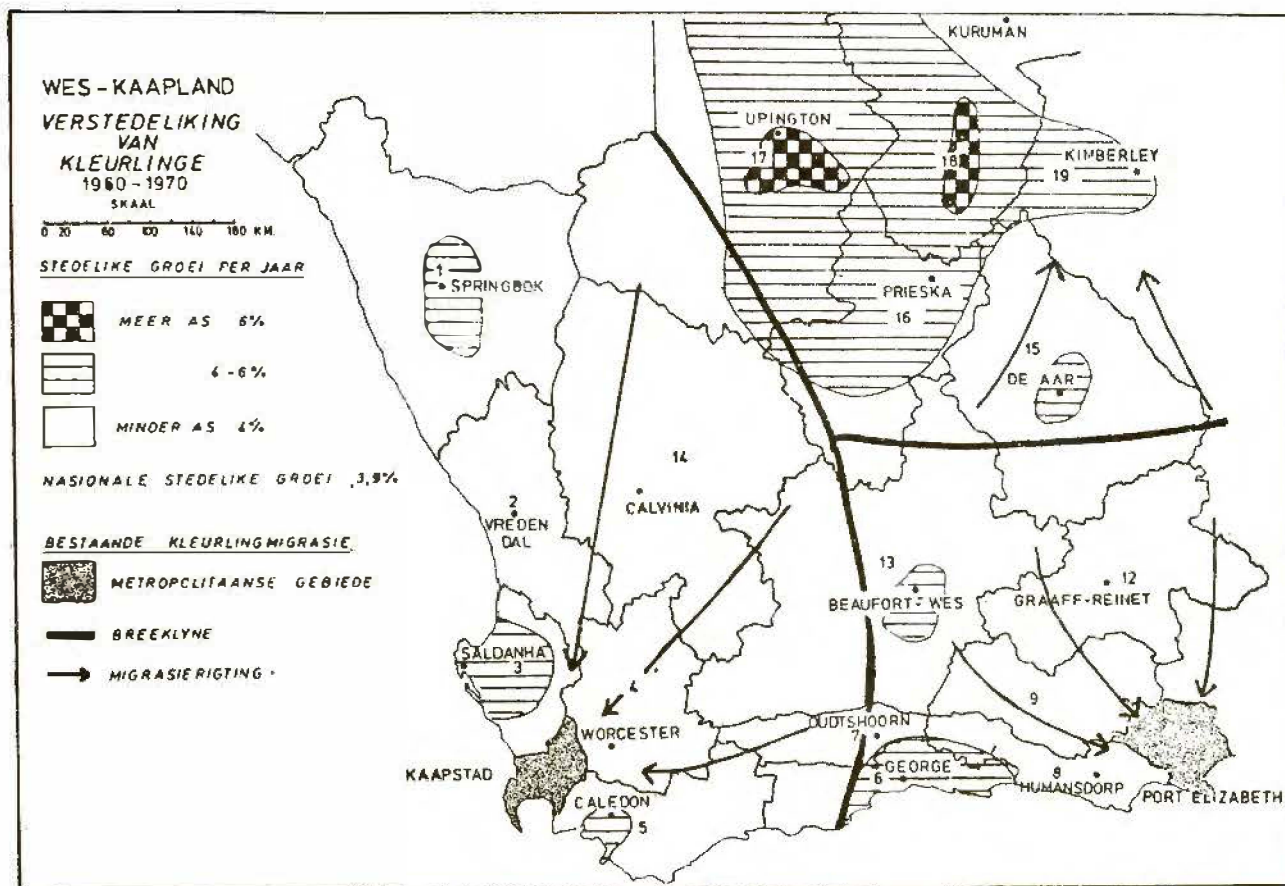 WES-KAAPLAND
VERSTEDELIKING
VAN
KLEURLINGE
1960-1970
SKAAL
0 20 60 100 140 180 KM.
STEDELIKE GROEI PER JAAR
MEER AS 6%
4-6%
MINDER AS 4%
NASIONALE STEDELIKE GROEI 3,9%
BESTAANDE KLEURLINGMIGRASIE
METROPOLITAANSE GEBIEDE
BREEKLYNE
MIGRASIERIGTING
KURUMAN
UPINGTON
17
18
KIMBERLEY
19
1
SPRINGBOK
PRIESKA
16
15
DE AAR
14
CALVINIA
2
VREDEN
DAL
13
BEAUFORT-WES
12
GRAAFF-REINET
SALDANHA
3
4
9
WORCESTER
OUDTSHOORN
7
KAAPSTAD
GEORGE
6
8
HUMANSDORP
PORT ELIZABETH
CALEDON
5